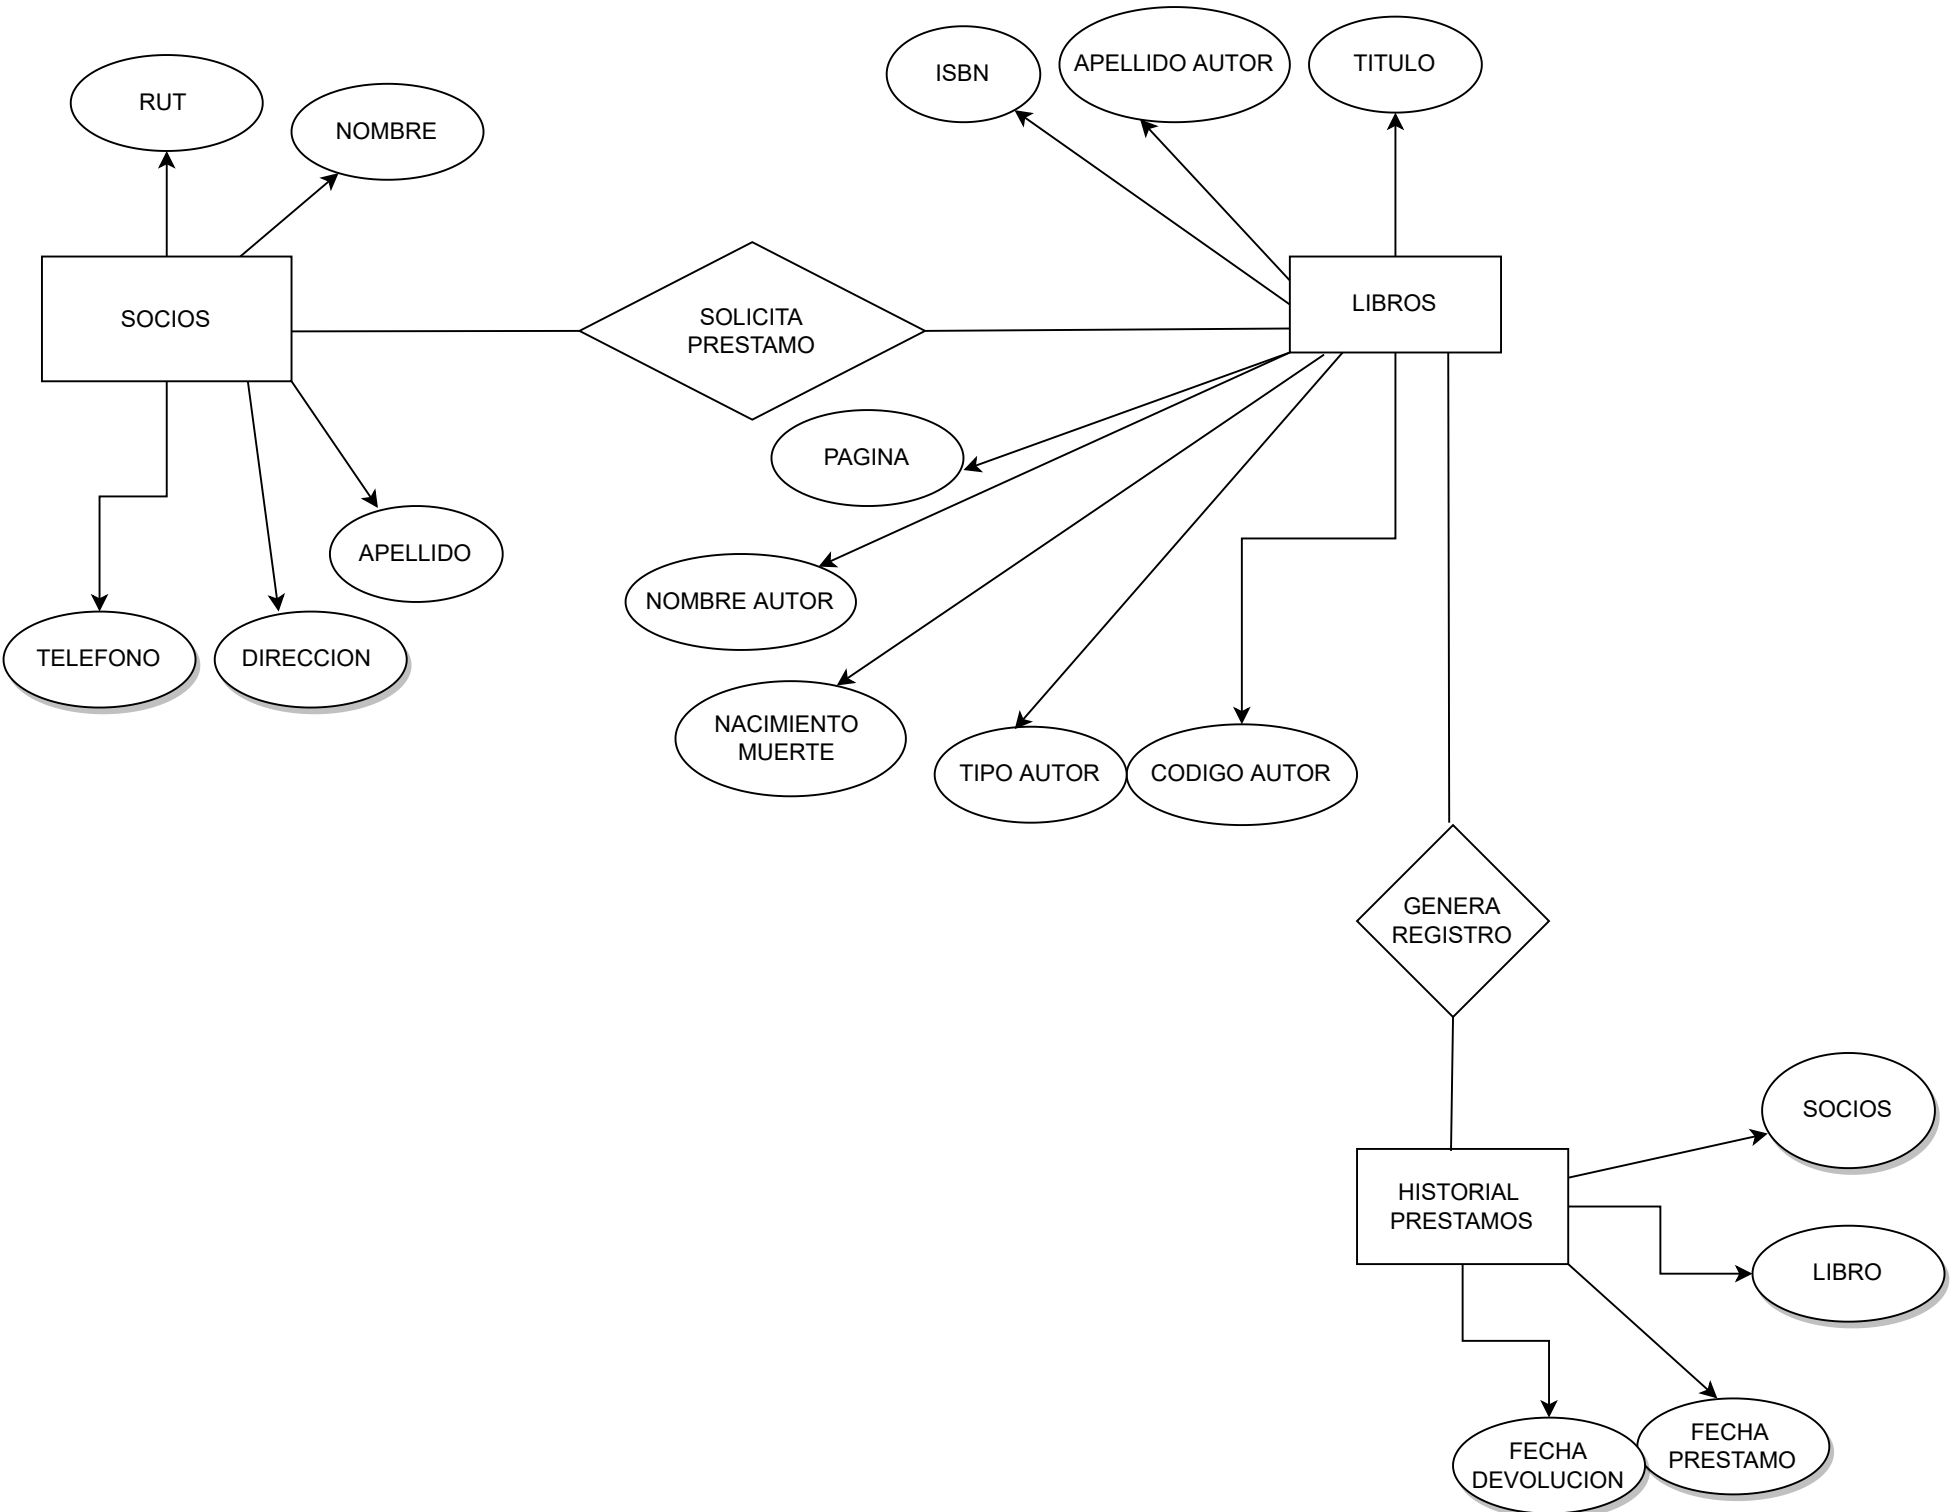 ISBN
APELLIDO AUTOR
TITULO
RUT
NOMBRE
SOCIOS
SOLICITA
PRESTAMO
LIBROS
PAGINA
APELLIDO
NOMBRE AUTOR
TELEFONO
DIRECCION
NACIMIENTO
MUERTE
TIPO AUTOR
CODIGO AUTOR
GENERA
REGISTRO
SOCIOS
HISTORIAL
PRESTAMOS
LIBRO
FECHA
DEVOLUCION
FECHA
PRESTAMO